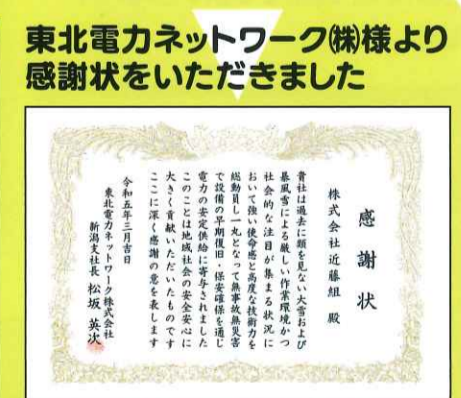 東北電力ネットワーク㈱様より
感謝状をいただきました
感謝状
株式会社近藤組 殿
貴社は過去に類を見ない大雪および
暴風雪による厳しい作業環境かつ
社会的な注目が集まる状況に
おいて強い使命感と高度な技術力を
総動員し一丸となって無事故無災害
で設備の早期復旧・保安確保を通じ
電力の安定供給に寄与されました
このことは地域社会の安全安心に
大きく貢献いただいたものです
ここに深く感謝の意を表します
令和五年三月吉日
東北電力ネットワーク株式会社
新潟支社長 松坂 英次